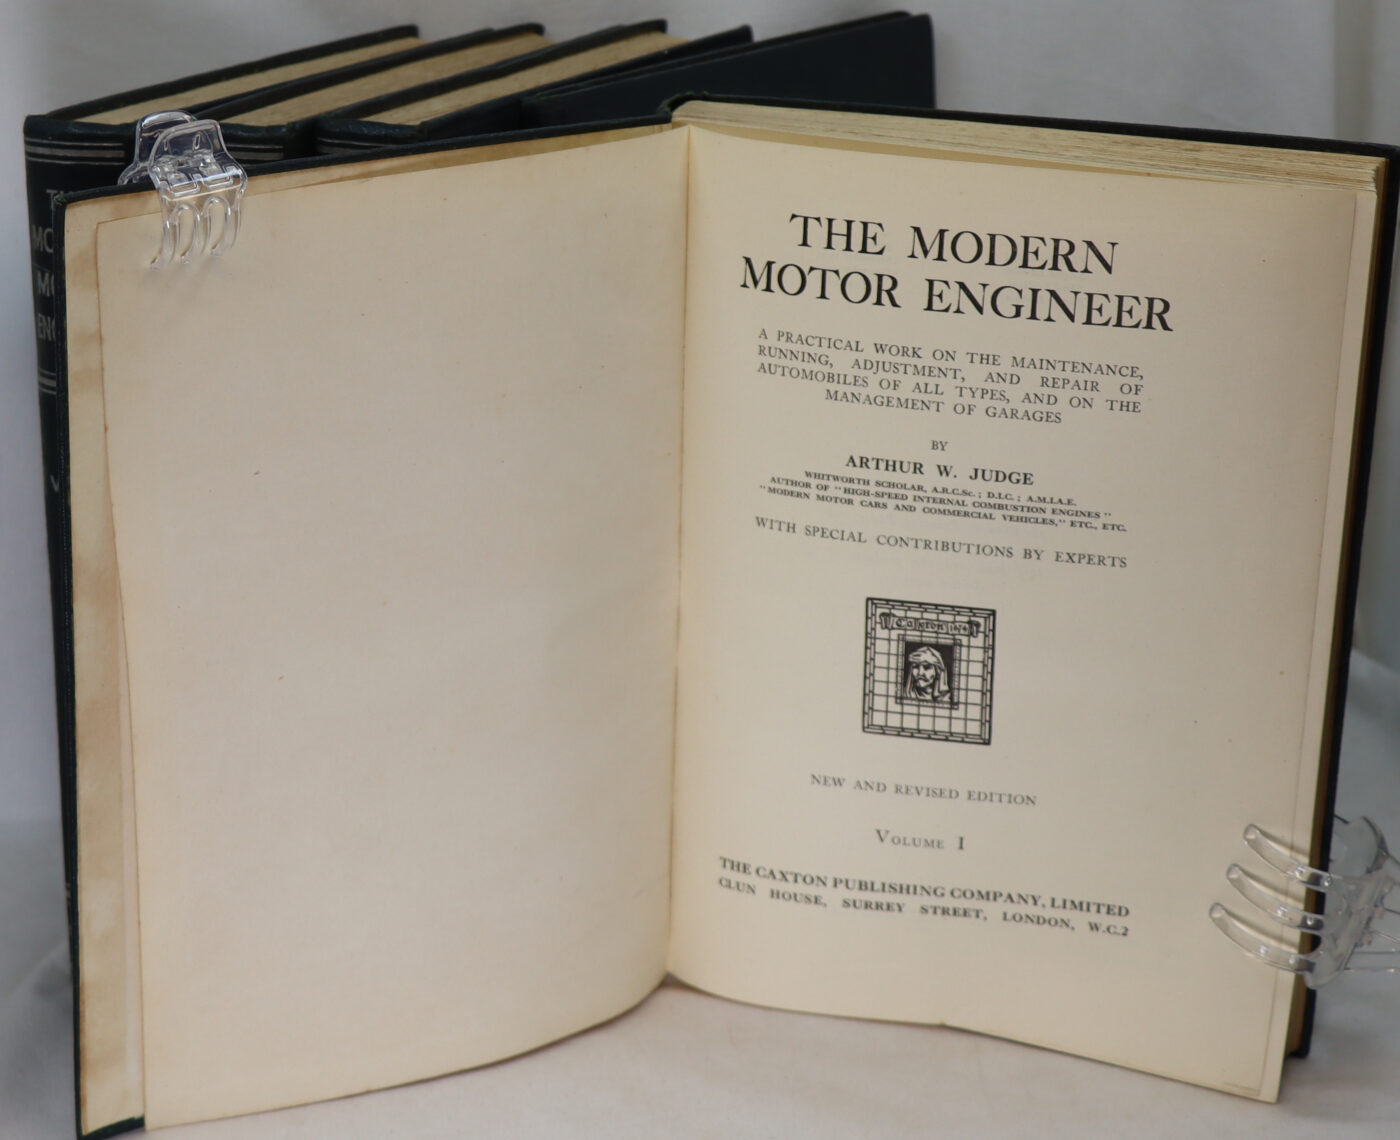 THE MODERN
MOTOR ENGINEER
A PRACTICAL WORK ON THE MAINTENANCE,
RUNNING, ADJUSTMENT, AND REPAIR OF
AUTOMOBILES OF ALL TYPES, AND ON THE
MANAGEMENT OF GARAGES
BY
ARTHUR W. JUDGE
WHITWORTH SCHOLAR, A.R.C.Sc.; D.I.C.; A.M.I.A.E.
AUTHOR OF "HIGH-SPEED INTERNAL COMBUSTION ENGINES"
"MODERN MOTOR CARS AND COMMERCIAL VEHICLES," ETC., ETC.
WITH SPECIAL CONTRIBUTIONS BY EXPERTS
Caxton 1476
NEW AND REVISED EDITION
VOLUME I
THE CAXTON PUBLISHING COMPANY, LIMITED
CLUN HOUSE, SURREY STREET, LONDON, W.C.2